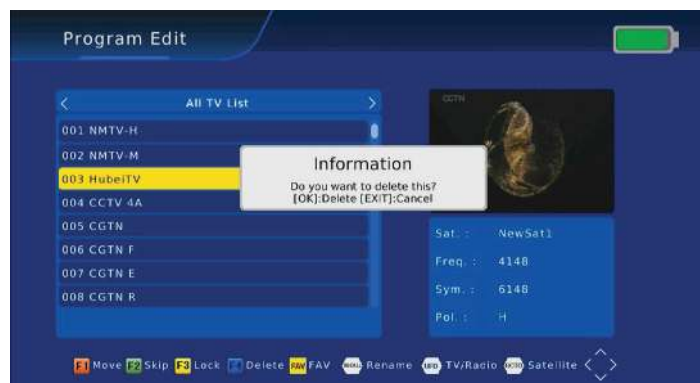 Program Edit
All TV List
001 NMTV-H
002 NMTV-M
003 HubeiTV
004 CCTV 4A
005 CGTN
006 CGTN F
007 CGTN E
008 CGTN R
CGTN
Information
Do you want to delete this?
[OK]:Delete [EXIT]:Cancel
Sat. : NewSat1
Freq. : 4148
Sym. : 6148
Pol. : H
F1 Move F2 Skip F3 Lock Delete FAV FAV Rename TV/Radio Satellite